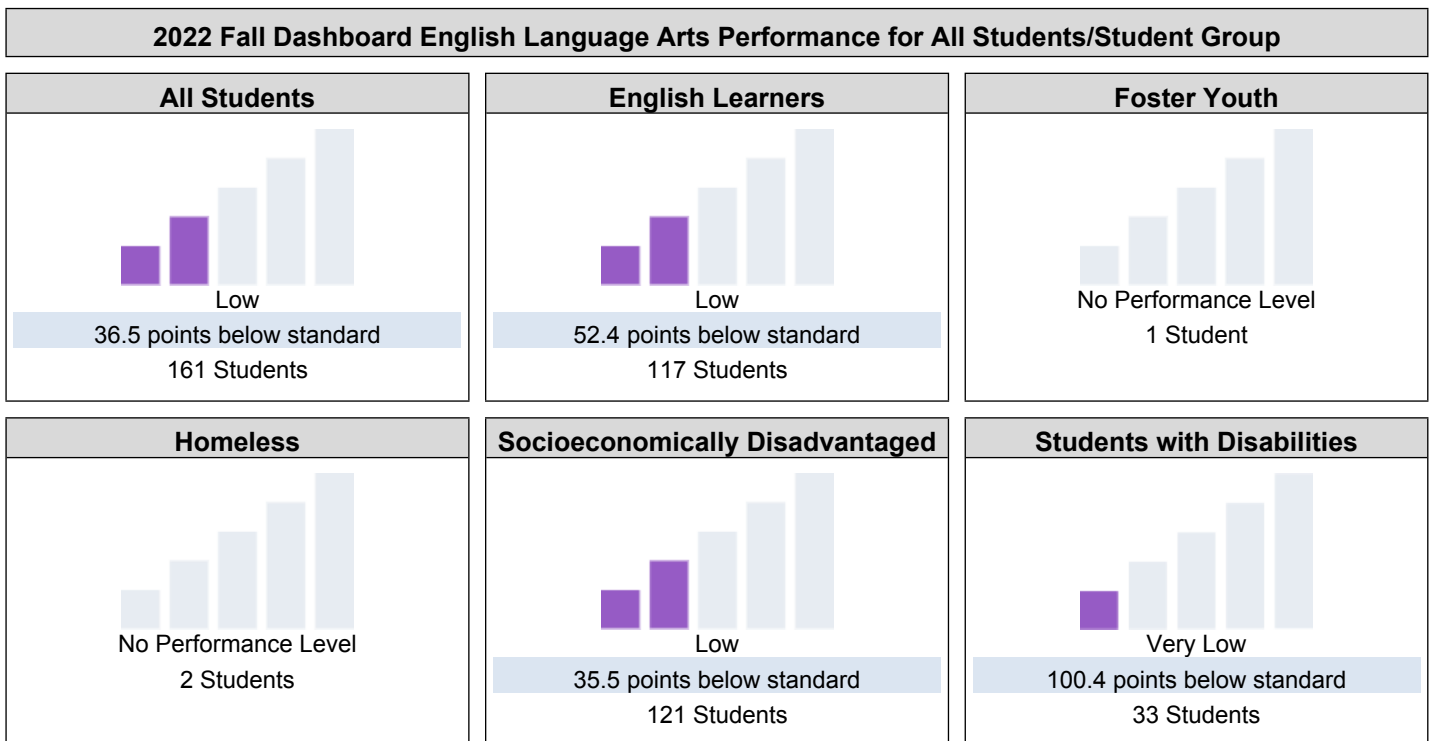 2022 Fall Dashboard English Language Arts Performance for All Students/Student Group
All Students
Low
36.5 points below standard
161 Students
English Learners
Low
52.4 points below standard
117 Students
Foster Youth
No Performance Level
1 Student
Homeless
No Performance Level
2 Students
Socioeconomically Disadvantaged
Low
35.5 points below standard
121 Students
Students with Disabilities
Very Low
100.4 points below standard
33 Students